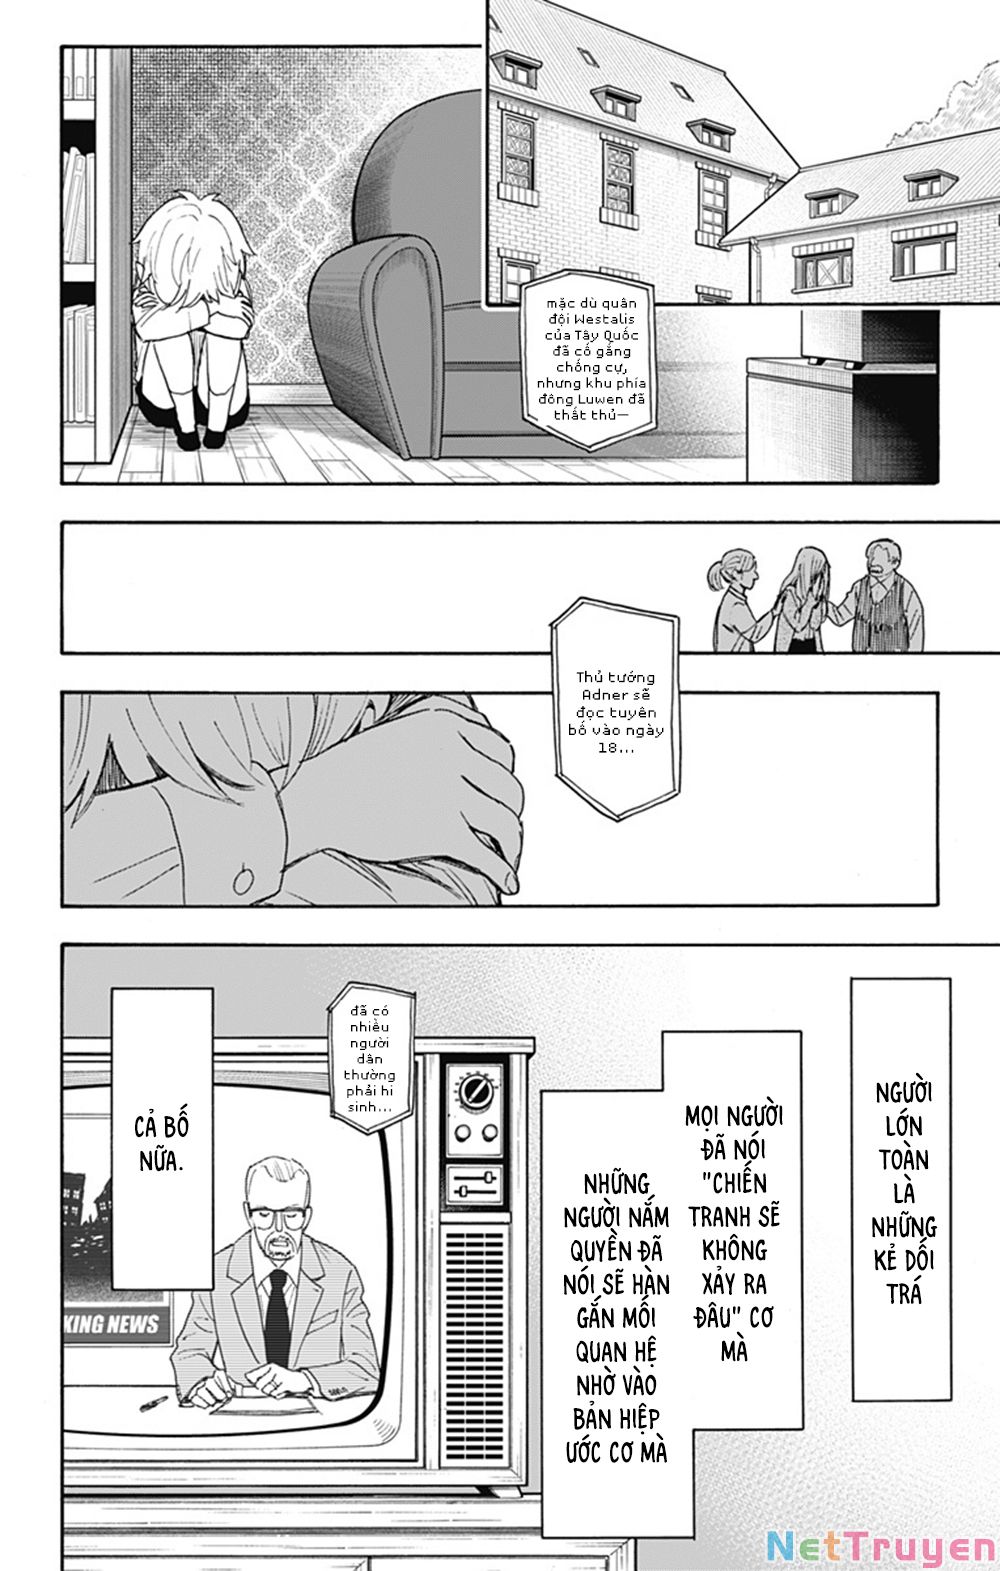 mặc dù quân
đội Westalis
của Tây Quốc
đã cố gắng
chống cự,
nhưng khu phía
đông Luwen đã
thất thủ—
Thủ tướng
Adner sẽ
đọc tuyên
bố vào ngày
18...
NGƯỜI
LỚN
TOÀN
LÀ
NHỮNG
KẺ DỐI
TRÁ
MỌI NGƯỜI
ĐÃ NÓI
"CHIẾN
TRANH SẼ
KHÔNG
XẢY RA
ĐÂU" CƠ
MÀ
NHỮNG
NGƯỜI NẮM
QUYỀN ĐÃ
NÓI SẼ HÀN
GẮN MỐI
QUAN HỆ
NHỜ VÀO
BẢN HIỆP
ƯỚC CƠ MÀ
đã có
nhiều
người
dân
thường
phải hi
sinh...
CẢ BỐ
NỮA.
KING NEWS
NetTruyen